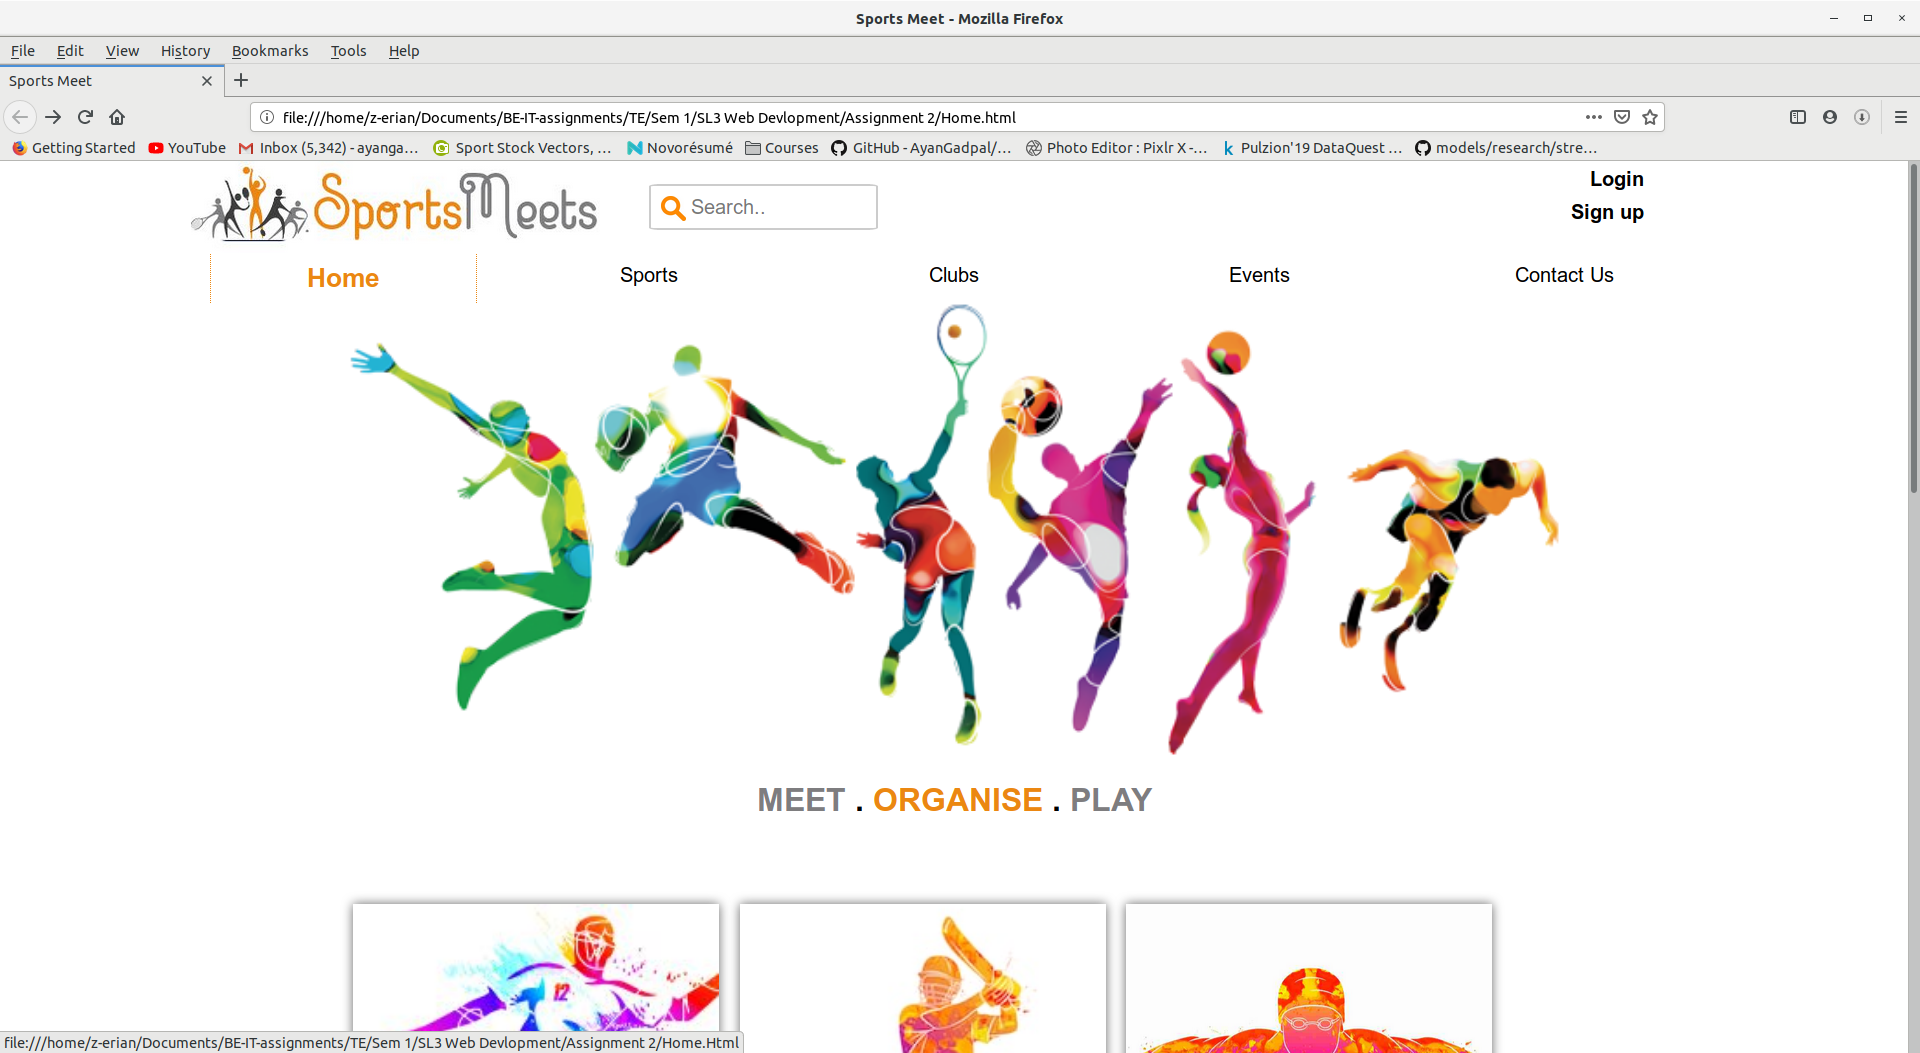 Sports Meet - Mozilla Firefox
File Edit View History Bookmarks Tools Help
Sports Meet
file:///home/z-erian/Documents/BE-IT-assignments/TE/Sem 1/SL3 Web Devlopment/Assignment 2/Home.html
Getting Started YouTube Inbox (5,342) - ayanga... Sport Stock Vectors, ... Novorésumé Courses GitHub - AyanGadpal/... Photo Editor : Pixlr X -... Pulzion'19 DataQuest ... models/research/stre...
SportsMeets
Search..
Login
Sign up
Home Sports Clubs Events Contact Us
MEET . ORGANISE . PLAY
12
file:///home/z-erian/Documents/BE-IT-assignments/TE/Sem 1/SL3 Web Devlopment/Assignment 2/Home.Html